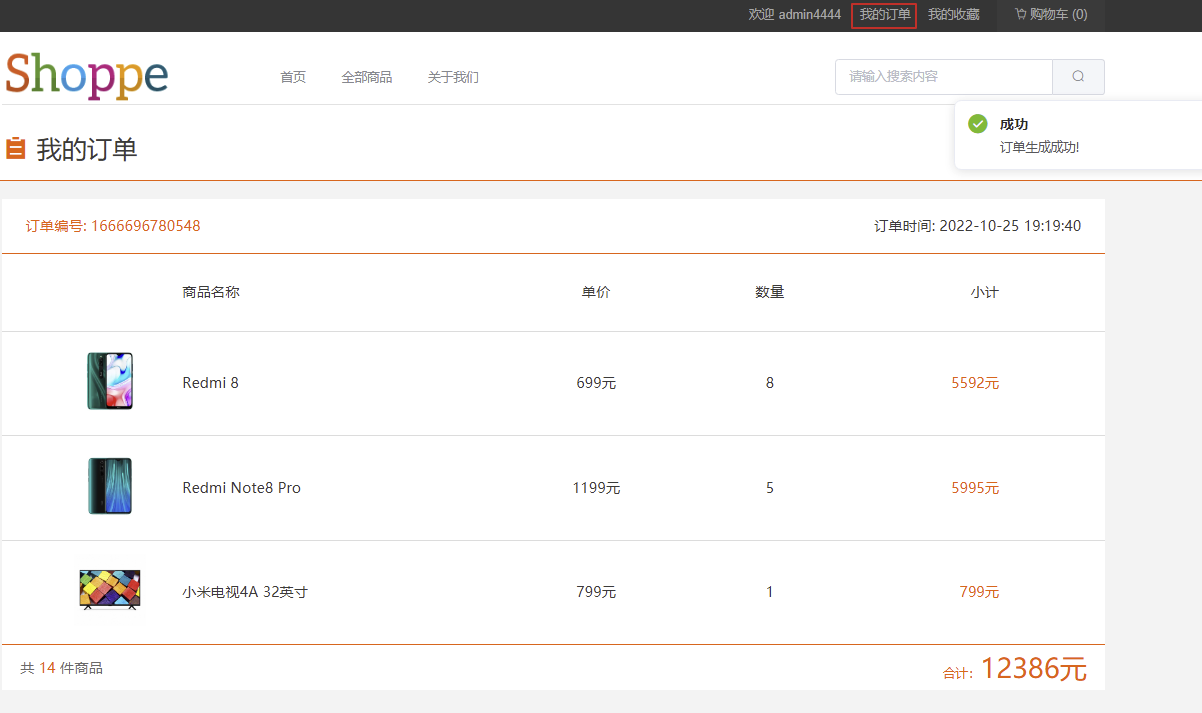 欢迎 admin4444 我的订单 我的收藏 购物车 (0)
Shoppe 首页 全部商品 关于我们 请输入搜索内容
成功
订单生成成功!
我的订单
订单编号: 1666696780548 订单时间: 2022-10-25 19:19:40
商品名称 单价 数量 小计
Redmi 8 699元 8 5592元
Redmi Note8 Pro 1199元 5 5995元
小米电视4A 32英寸 799元 1 799元
共 14 件商品 合计: 12386元